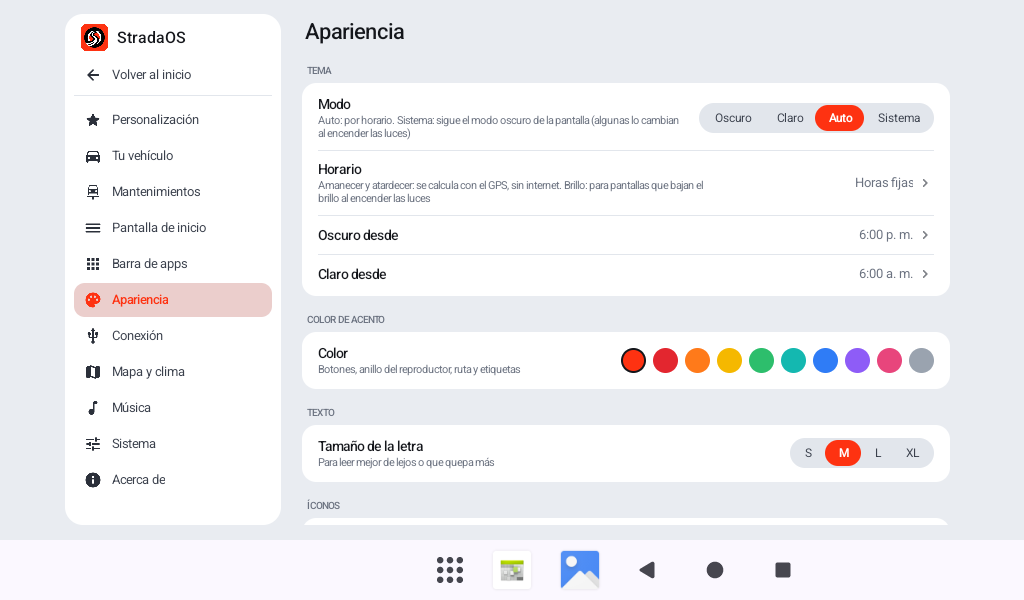 StradaOS
Volver al inicio
Personalización
Tu vehículo
Mantenimientos
Pantalla de inicio
Barra de apps
Apariencia
Conexión
Mapa y clima
Música
Sistema
Acerca de
Apariencia
TEMA
Modo
Auto: por horario. Sistema: sigue el modo oscuro de la pantalla (algunas lo cambian
al encender las luces)
Oscuro Claro Auto Sistema
Horario
Amanecer y atardecer: se calcula con el GPS, sin internet. Brillo: para pantallas que bajan el
brillo al encender las luces
Horas fijas
Oscuro desde
6:00 p. m.
Claro desde
6:00 a. m.
COLOR DE ACENTO
Color
Botones, anillo del reproductor, ruta y etiquetas
TEXTO
Tamaño de la letra
Para leer mejor de lejos o que quepa más
S M L XL
ÍCONOS